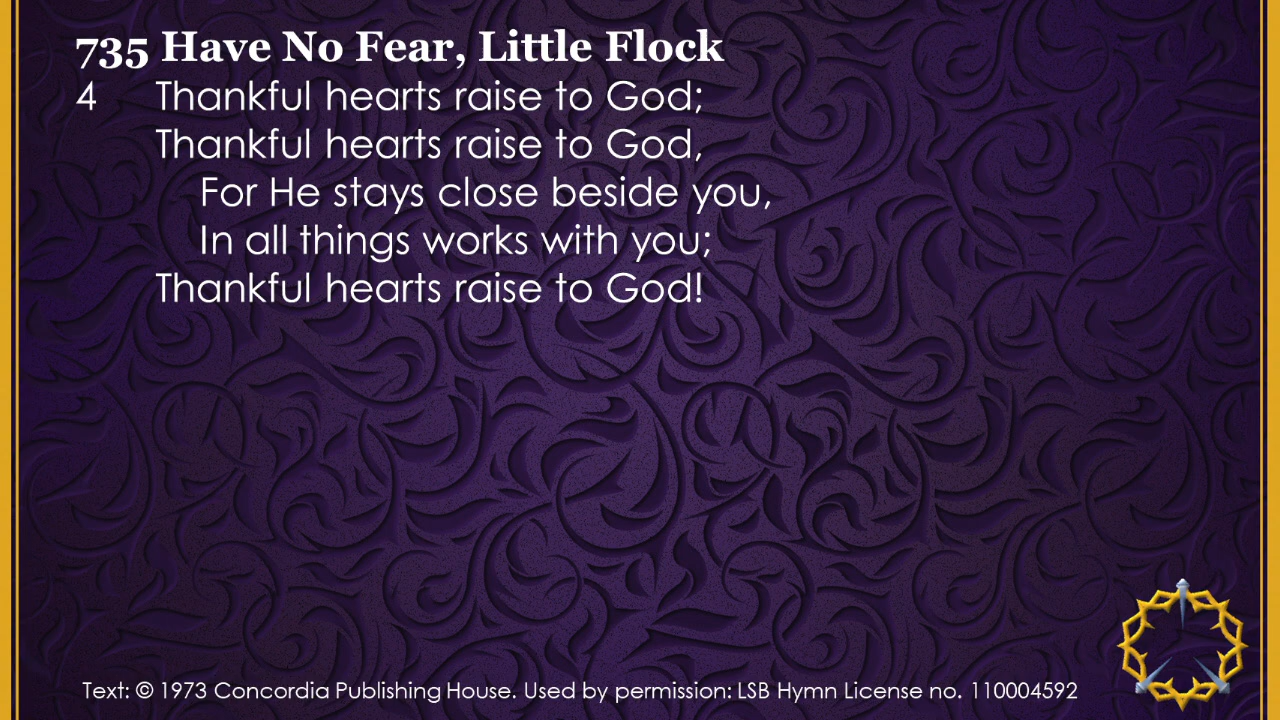 735 Have No Fear, Little Flock
4 Thankful hearts raise to God;
Thankful hearts raise to God,
For He stays close beside you,
In all things works with you;
Thankful hearts raise to God!
Text: © 1973 Concordia Publishing House. Used by permission: LSB Hymn License no. 110004592